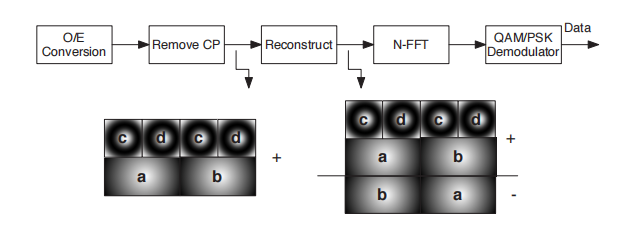 Data
O/E
Conversion
Remove CP
Reconstruct
N-FFT
QAM/PSK
Demodulator
c d c d
a b
+
c d c d
a b
+
b a
-